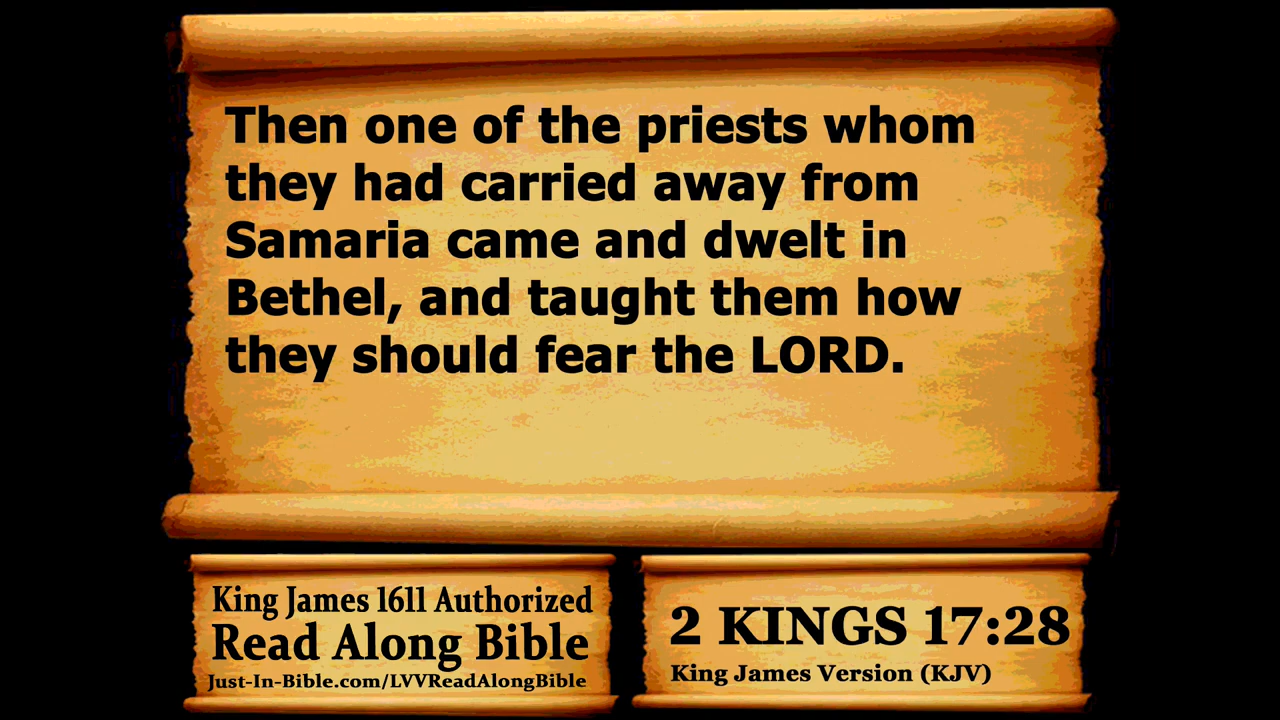 Then one of the priests whom
they had carried away from
Samaria came and dwelt in
Bethel, and taught them how
they should fear the LORD.
King James 1611 Authorized
Read Along Bible
Just-In-Bible.com/LVVReadAlongBible
2 KINGS 17:28
King James Version (KJV)